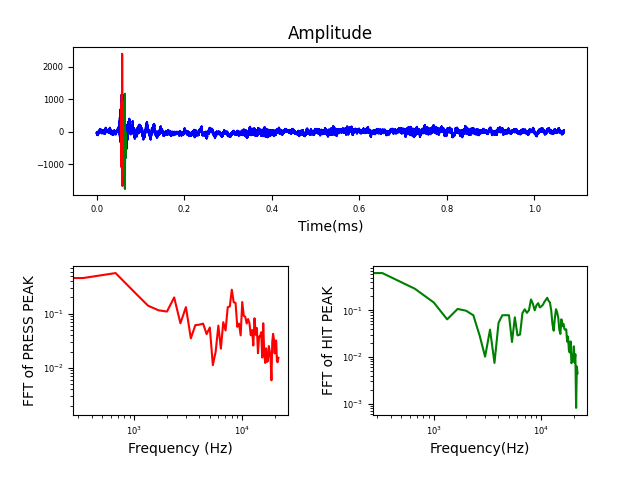 Amplitude
2000
1000
0
−1000
0.0 0.2 0.4 0.6 0.8 1.0
Time(ms)
FFT of PRESS PEAK
10⁻¹
10⁻²
10³ 10⁴
Frequency (Hz)
FFT of HIT PEAK
10⁻¹
10⁻²
10⁻³
10³ 10⁴
Frequency(Hz)